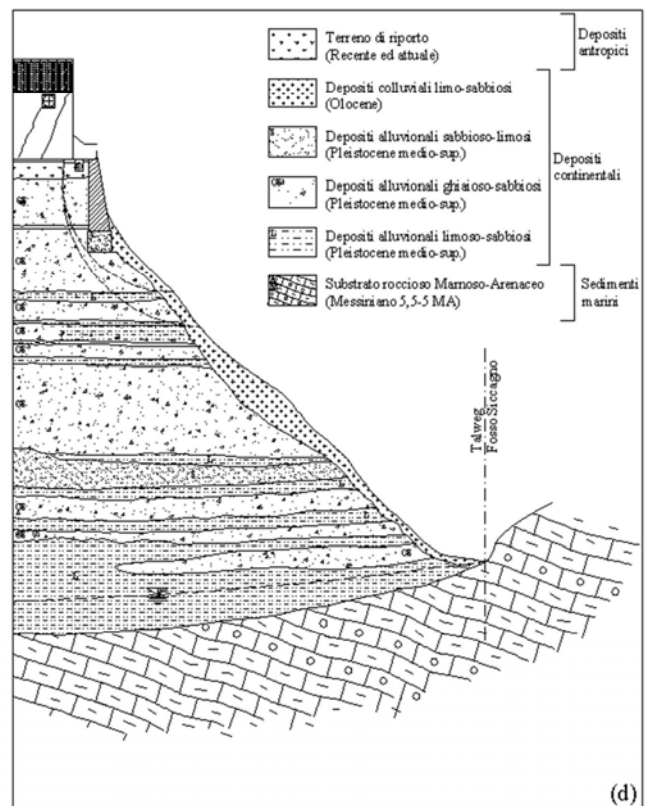 Terreno di riporto
(Recente ed attuale)
Depositi
antropici
Depositi colluviali limo-sabbiosi
(Olocene)
Depositi alluvionali sabbioso-limosi
(Pleistocene medio-sup.)
Depositi alluvionali ghiaioso-sabbiosi
(Pleistocene medio-sup.)
Depositi alluvionali limoso-sabbiosi
(Pleistocene medio-sup.)
Depositi
continentali
Substrato roccioso Marnoso-Arenaceo
(Messiniano 5,5-5 MA)
Sedimenti
marini
Talweg
Fosso Siccagno
(d)